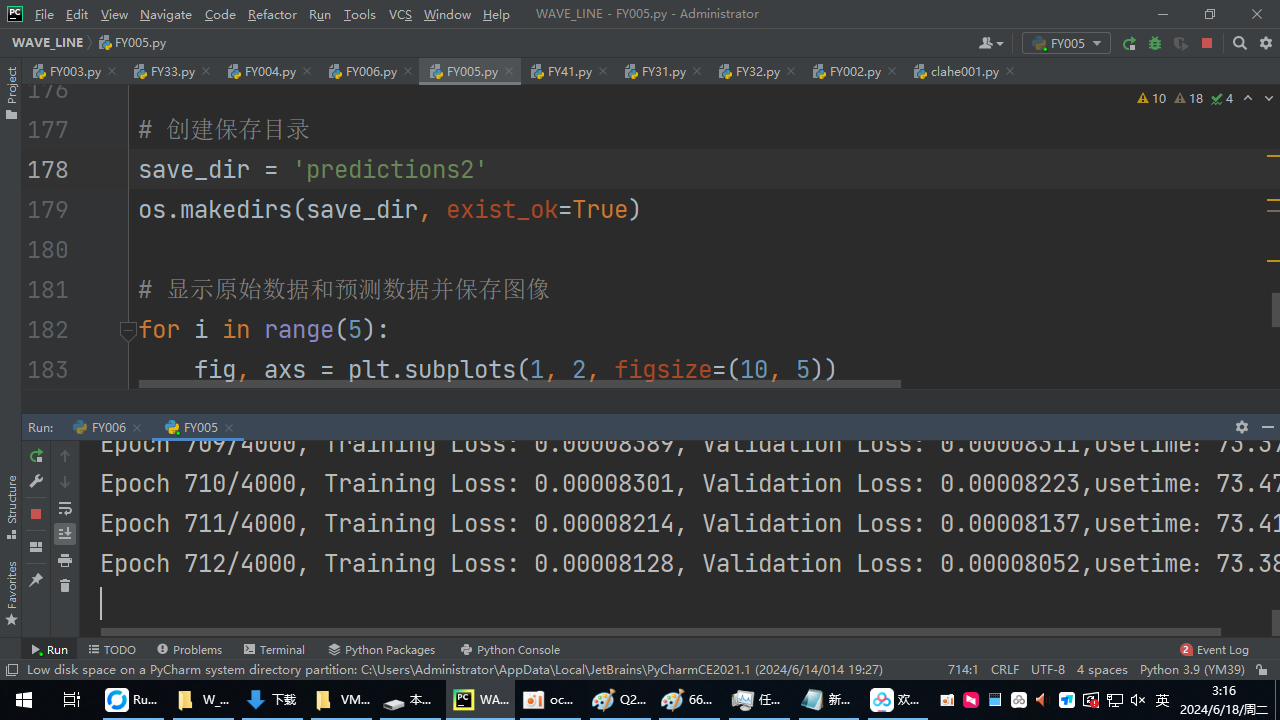 File Edit View Navigate Code Refactor Run Tools VCS Window Help WAVE_LINE - FY005.py - Administrator
WAVE_LINE FY005.py FY005
FY003.py FY33.py FY004.py FY006.py FY005.py FY41.py FY31.py FY32.py FY002.py clahe001.py
Project
10 18 4
176
177 # 创建保存目录
178 save_dir = 'predictions2'
179 os.makedirs(save_dir, exist_ok=True)
180
181 # 显示原始数据和预测数据并保存图像
182 for i in range(5):
183 fig, axs = plt.subplots(1, 2, figsize=(10, 5))
Run: FY006 FY005
Epoch 709/4000, Training Loss: 0.00008389, Validation Loss: 0.00008311,usetime: 73.37
Epoch 710/4000, Training Loss: 0.00008301, Validation Loss: 0.00008223,usetime: 73.47
Epoch 711/4000, Training Loss: 0.00008214, Validation Loss: 0.00008137,usetime: 73.41
Epoch 712/4000, Training Loss: 0.00008128, Validation Loss: 0.00008052,usetime: 73.38
Structure
Favorites
Run TODO Problems Terminal Python Packages Python Console 2 Event Log
Low disk space on a PyCharm system directory partition: C:\Users\Administrator\AppData\Local\JetBrains\PyCharmCE2021.1 (2024/6/14/014 19:27) 714:1 CRLF UTF-8 4 spaces Python 3.9 (YM39)
Ru... W_... 下载 VM... 本... WA... oc... Q2... 66... 任... 新... 欢... 英 3:16
2024/6/18/周二